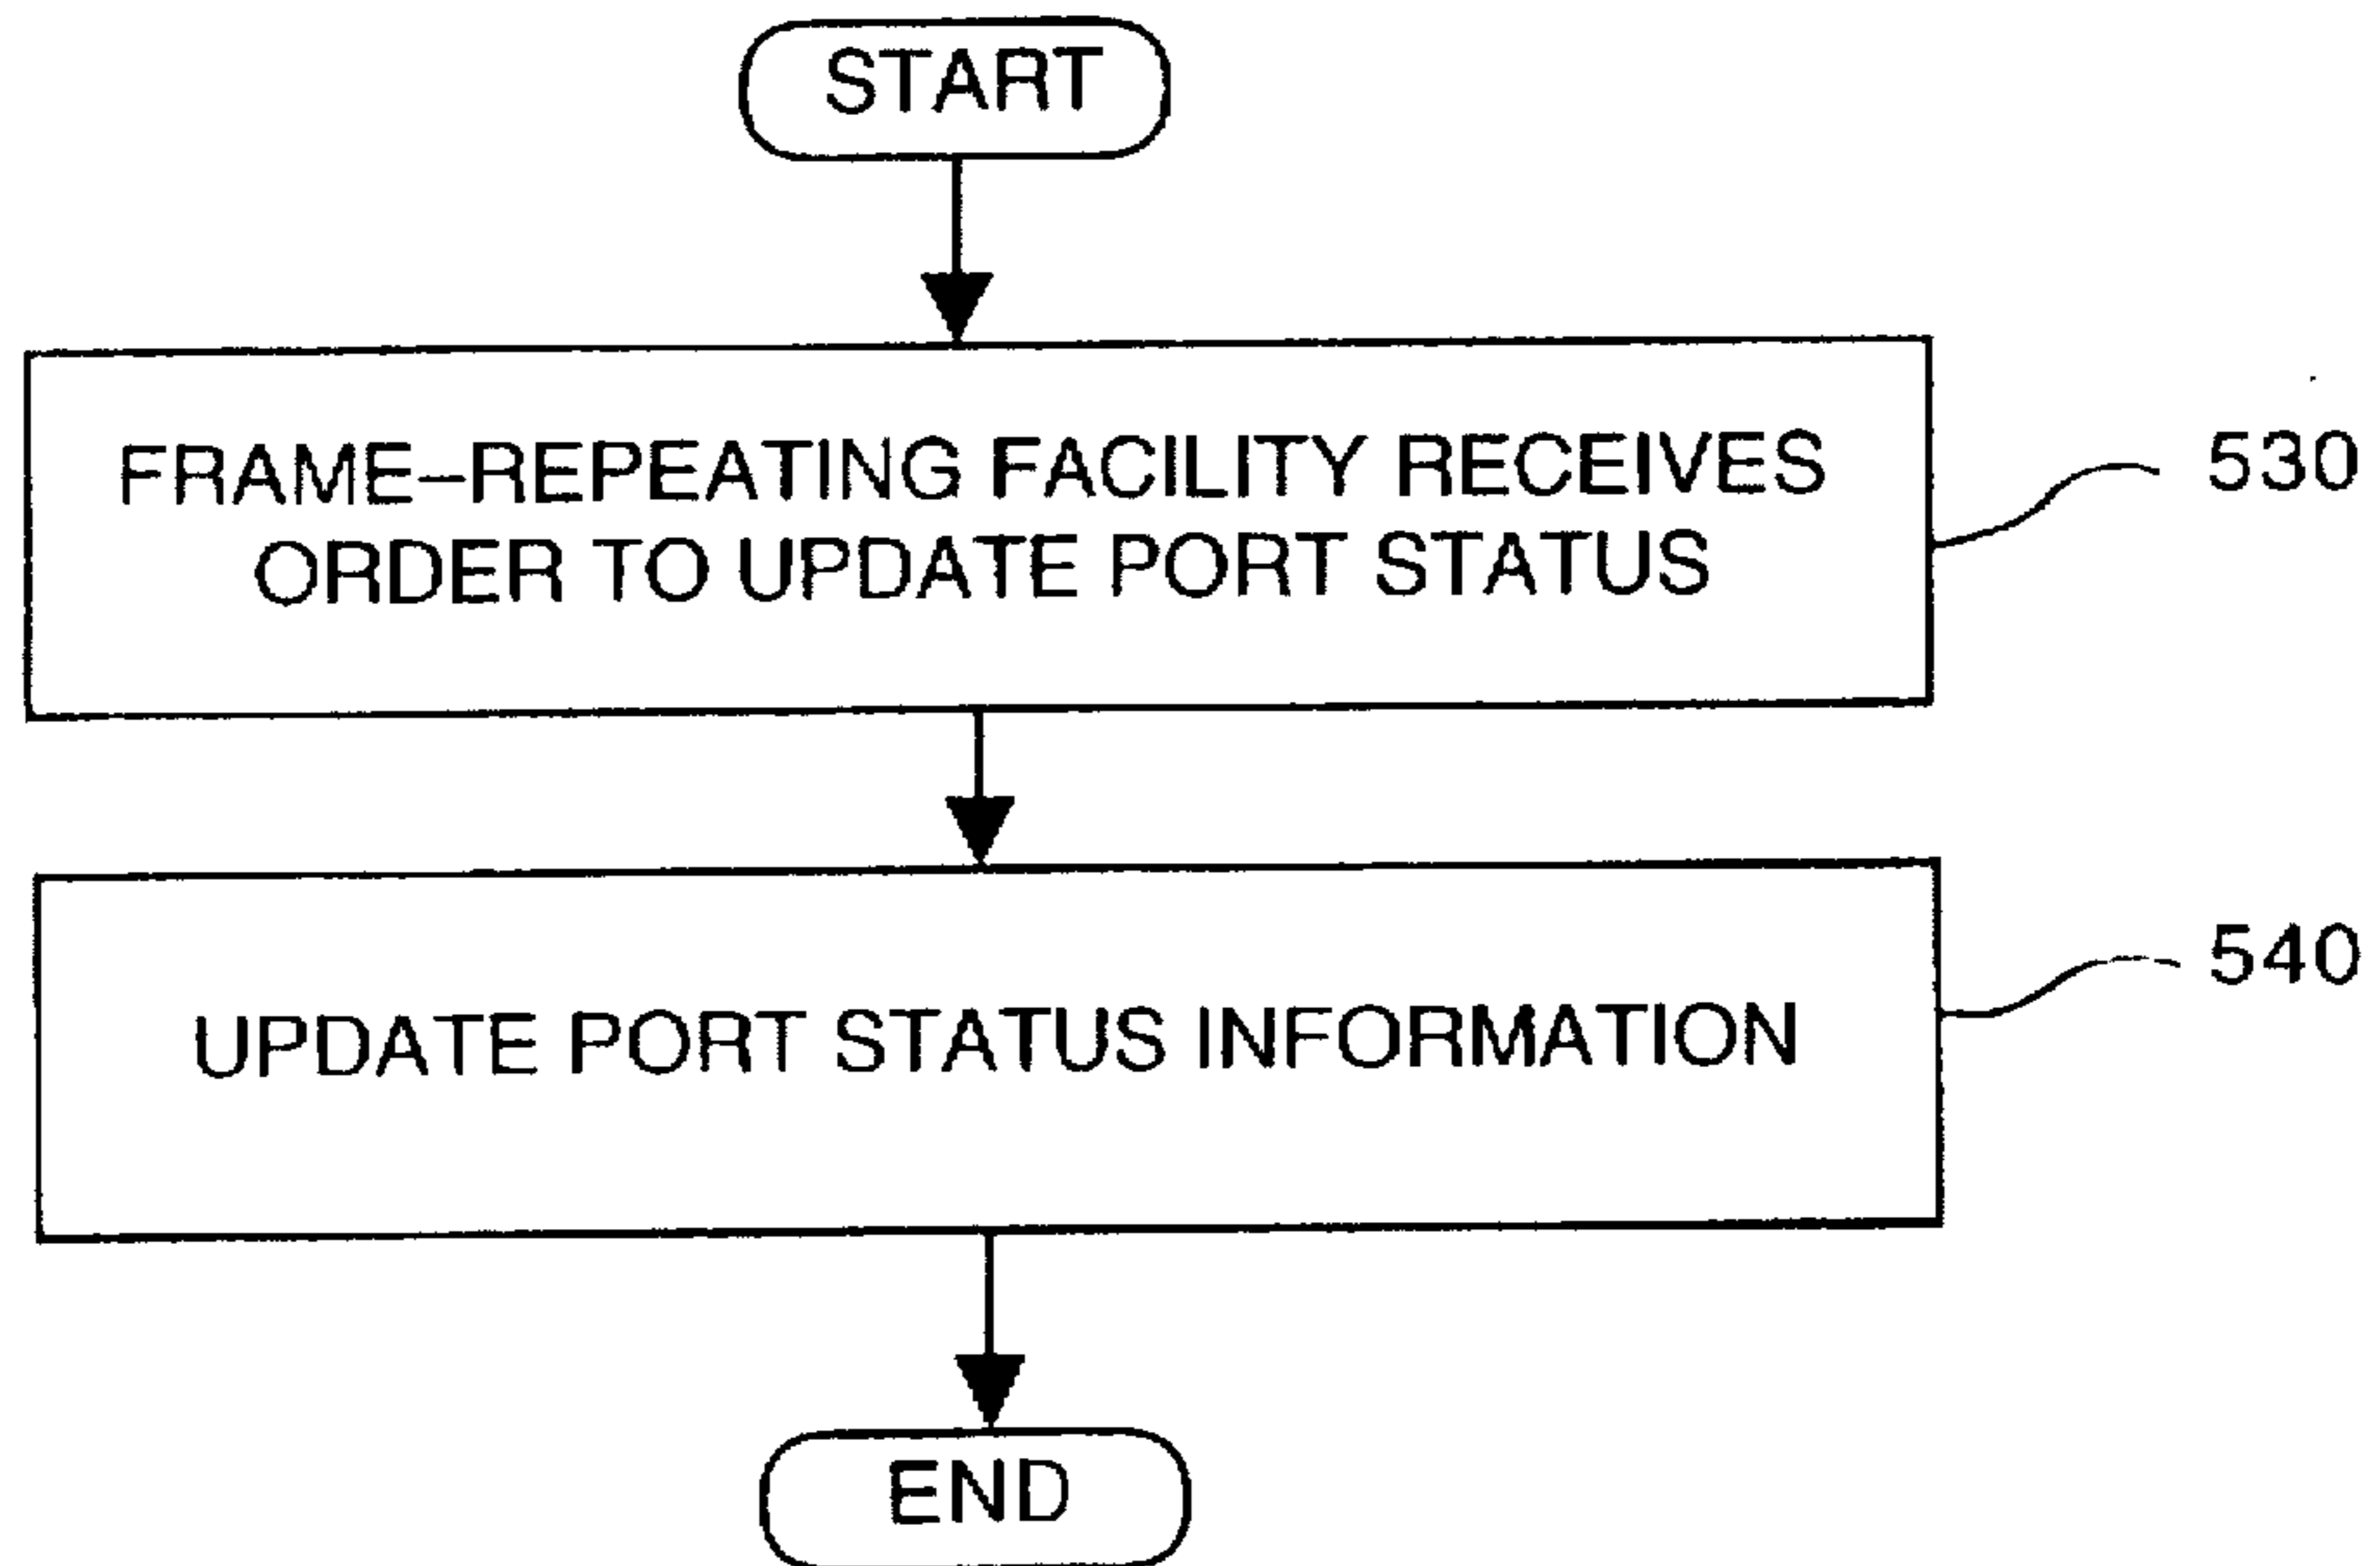 START
FRAME–REPEATING FACILITY RECEIVES
ORDER TO UPDATE PORT STATUS
530
UPDATE PORT STATUS INFORMATION
540
END